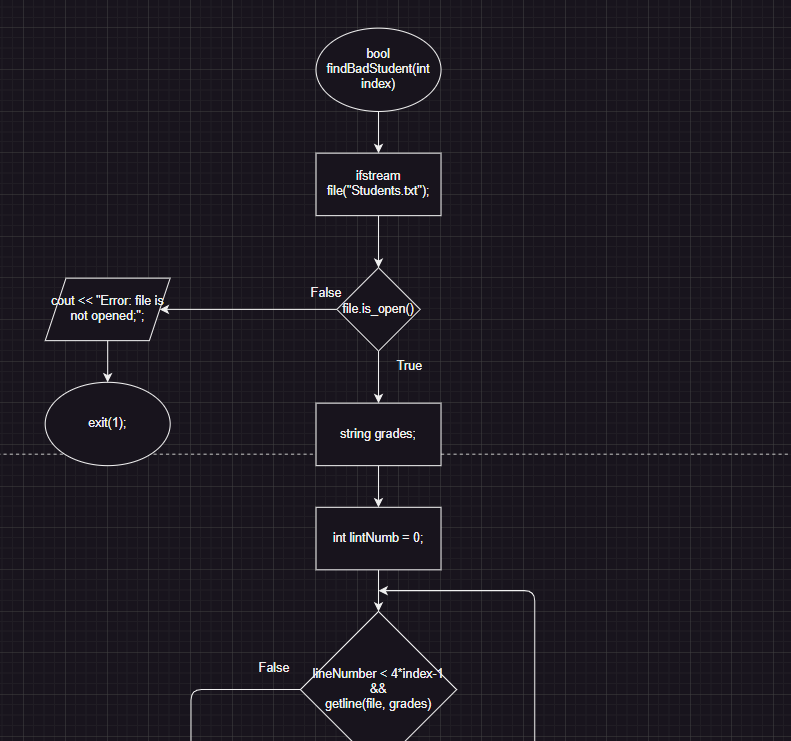 bool
findBadStudent(int
index)
ifstream
file("Students.txt");
False
file.is_open()
cout << "Error: file is
not opened;";
True
exit(1);
string grades;
int lintNumb = 0;
False
lineNumber < 4*index-1
&&
getline(file, grades)